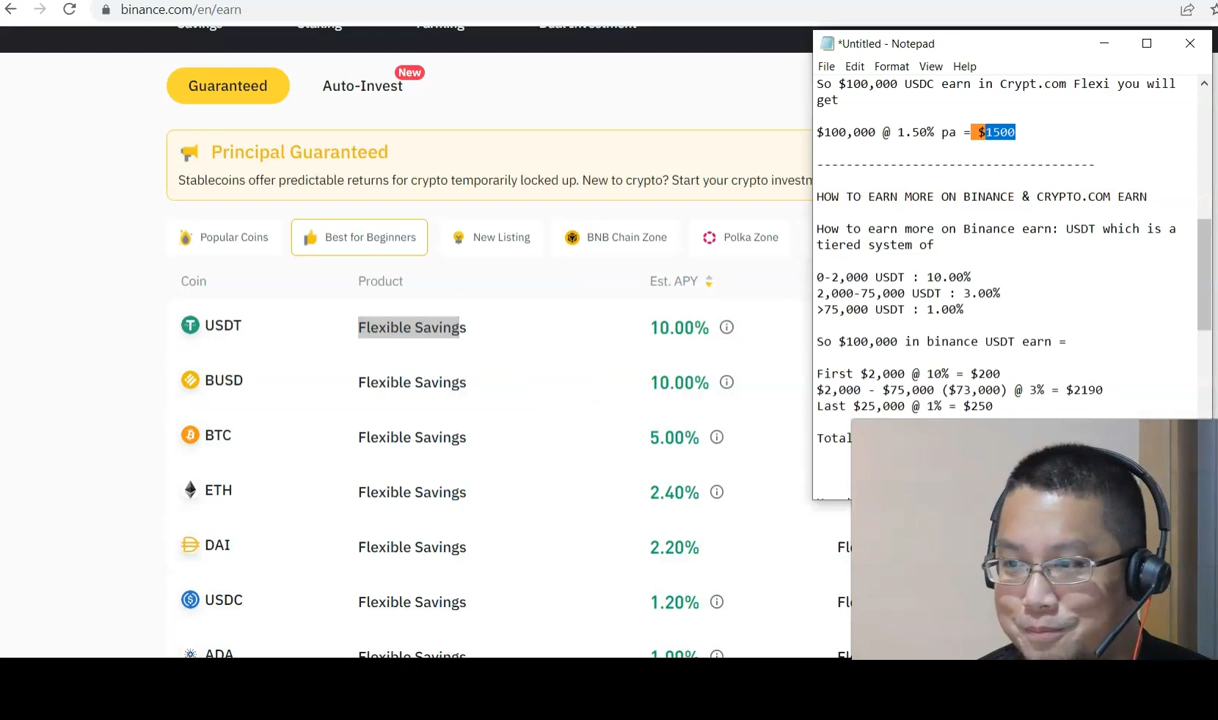 binance.com/en/earn
Guaranteed
Auto-Invest
New
Principal Guaranteed
Stablecoins offer predictable returns for crypto temporarily locked up. New to crypto? Start your crypto
Popular Coins
Best for Beginners
New Listing
BNB Chain Zone
Polka Zone
Coin
Product
Est. APY
USDT
Flexible Savings
10.00%
BUSD
Flexible Savings
10.00%
BTC
Flexible Savings
5.00%
ETH
Flexible Savings
2.40%
DAI
Flexible Savings
2.20%
USDC
Flexible Savings
1.20%
ADA
Flexible Savings
1.00%
*Untitled - Notepad
File Edit Format View Help
So $100,000 USDC earn in Crypt.com Flexi you will
get
$100,000 @ 1.50% pa = $1500
---------------------------------------
HOW TO EARN MORE ON BINANCE & CRYPTO.COM EARN
How to earn more on Binance earn: USDT which is a
tiered system of
0-2,000 USDT : 10.00%
2,000-75,000 USDT : 3.00%
>75,000 USDT : 1.00%
So $100,000 in binance USDT earn =
First $2,000 @ 10% = $200
$2,000 - $75,000 ($73,000) @ 3% = $2190
Last $25,000 @ 1% = $250
Total